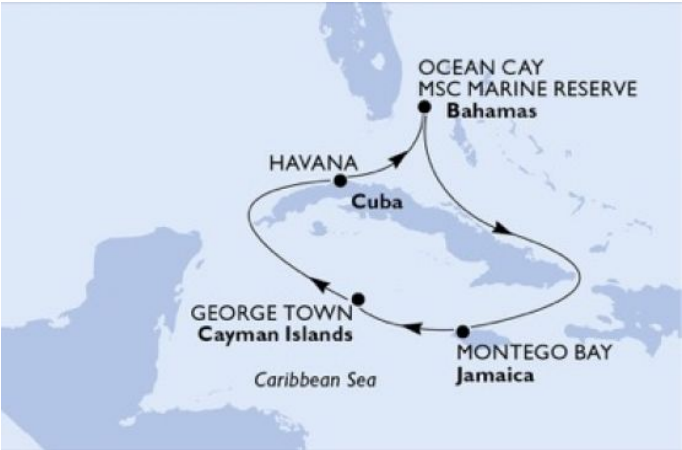 OCEAN CAY
MSC MARINE RESERVE
Bahamas
HAVANA
Cuba
GEORGE TOWN
Cayman Islands
MONTEGO BAY
Jamaica
Caribbean Sea